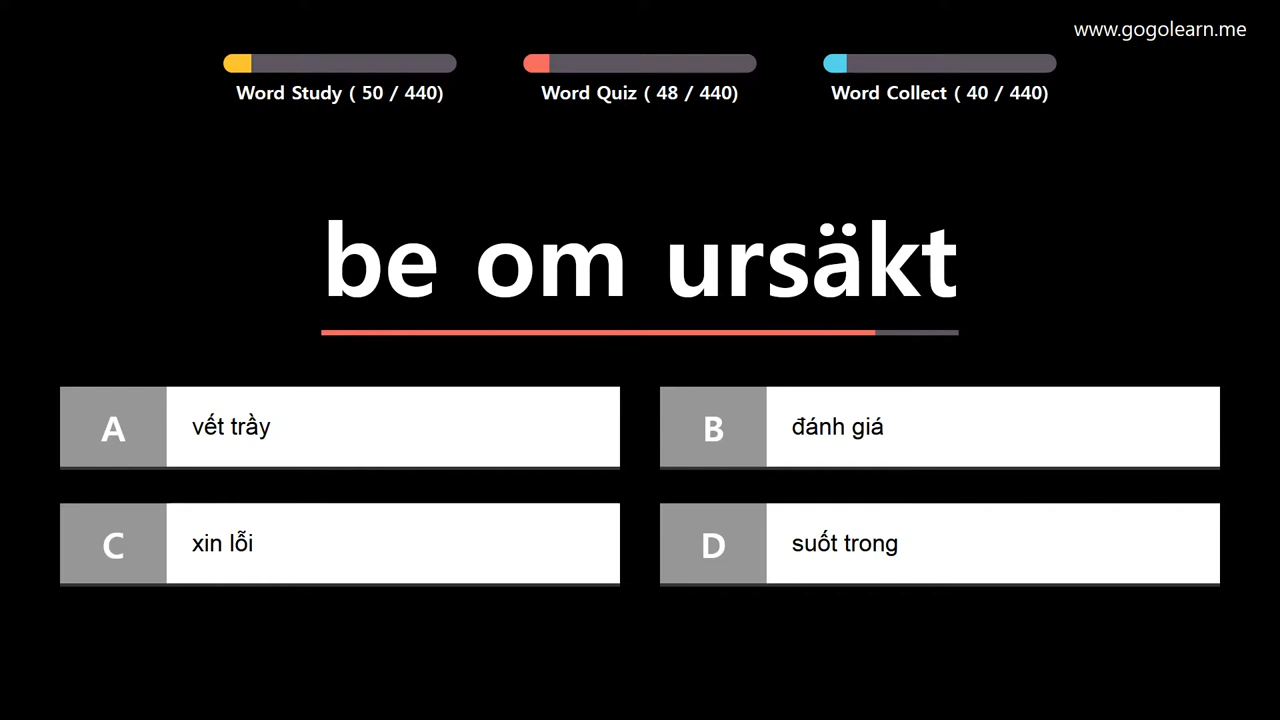 www.gogolearn.me
Word Study ( 50 / 440)
Word Quiz ( 48 / 440)
Word Collect ( 40 / 440)
be om ursäkt
A vết trầy
B đánh giá
C xin lỗi
D suốt trong